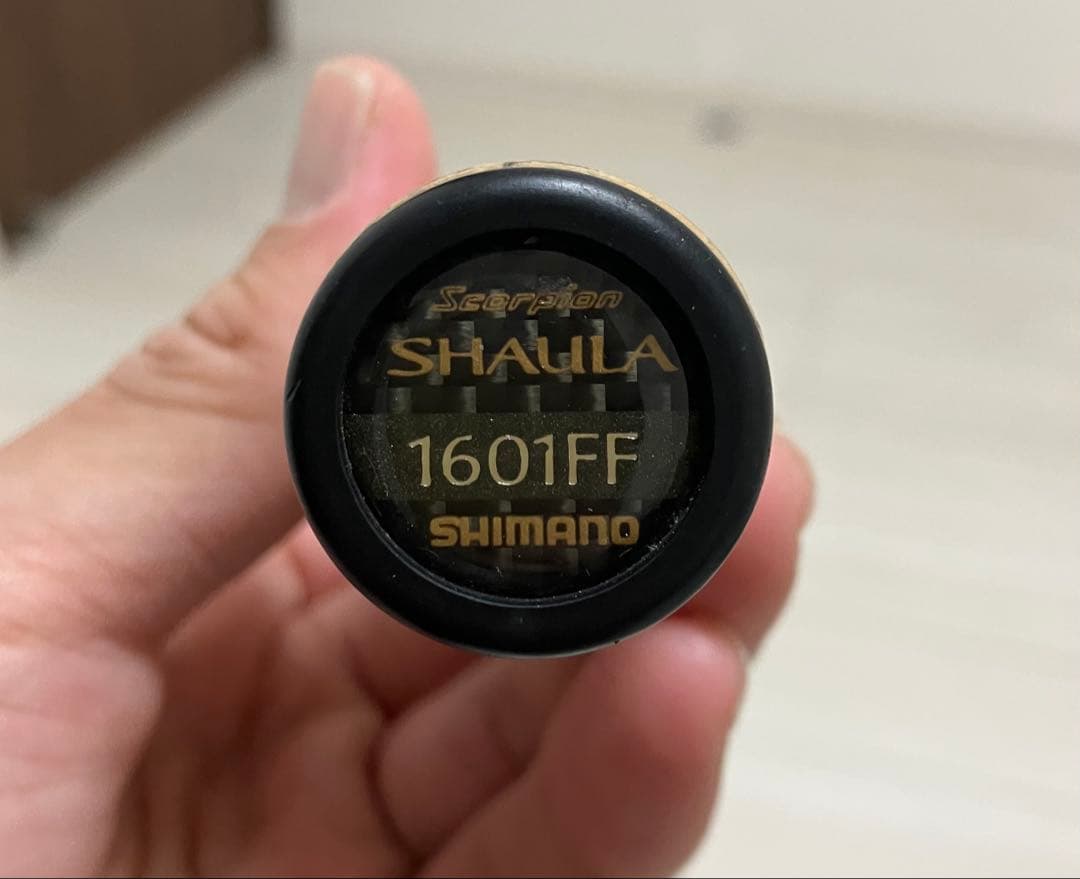 Scorpion
SHAULA
1601FF
SHIMANO